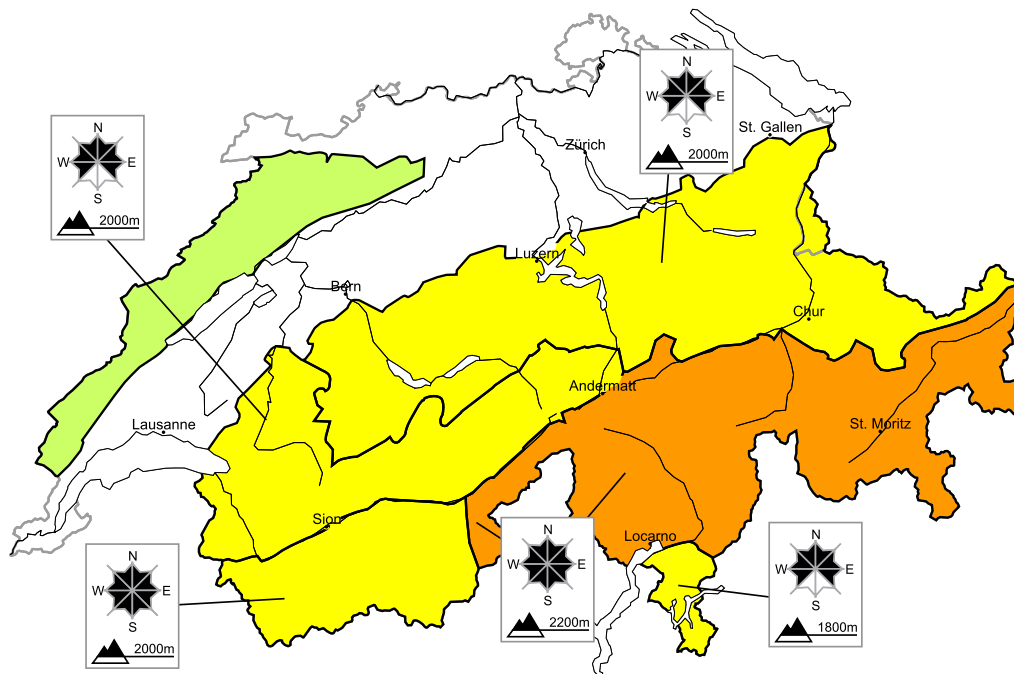 N
W E
S
2000m
N
W E
S
2000m
St. Gallen
Zürich
Luzern
Bern
Chur
Andermatt
Lausanne
St. Moritz
Sion
Locarno
N
W E
S
2000m
N
W E
S
2200m
N
W E
S
1800m